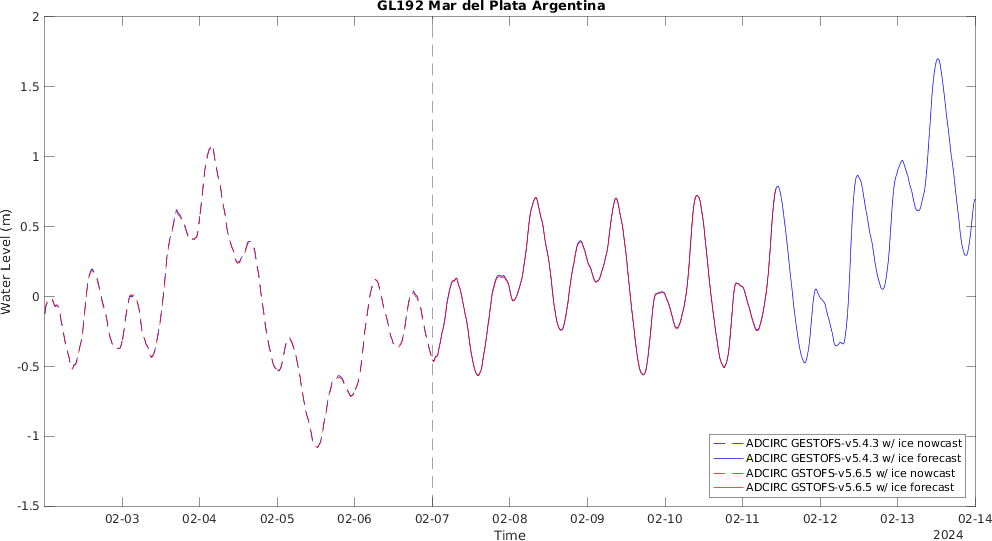 GL192 Mar del Plata Argentina
2
1.5
1
0.5
0
-0.5
-1
-1.5
Water Level (m)
02-03 02-04 02-05 02-06 02-07 02-08 02-09 02-10 02-11 02-12 02-13 02-14
Time
2024
ADCIRC GESTOFS-v5.4.3 w/ ice nowcast
ADCIRC GESTOFS-v5.4.3 w/ ice forecast
ADCIRC GSTOFS-v5.6.5 w/ ice nowcast
ADCIRC GSTOFS-v5.6.5 w/ ice forecast